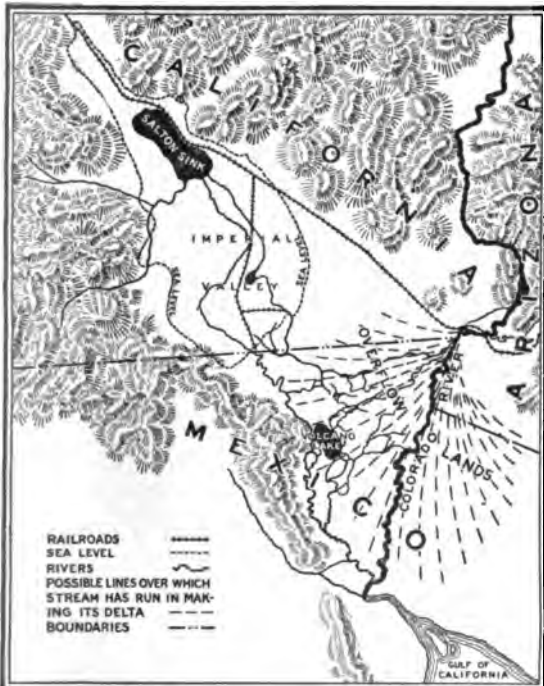 CALIFORNIA
ARIZONA
SALTON SINK
IMPERIAL
VALLEY
SEA LEVEL
SEA LEVEL
OVERFLOW
LANDS
COLORADO RIVER
VOLCANO
LAKE
MEXICO
RAILROADS
SEA LEVEL
RIVERS
POSSIBLE LINES OVER WHICH
STREAM HAS RUN IN MAK-
ING ITS DELTA
BOUNDARIES
GULF OF
CALIFORNIA